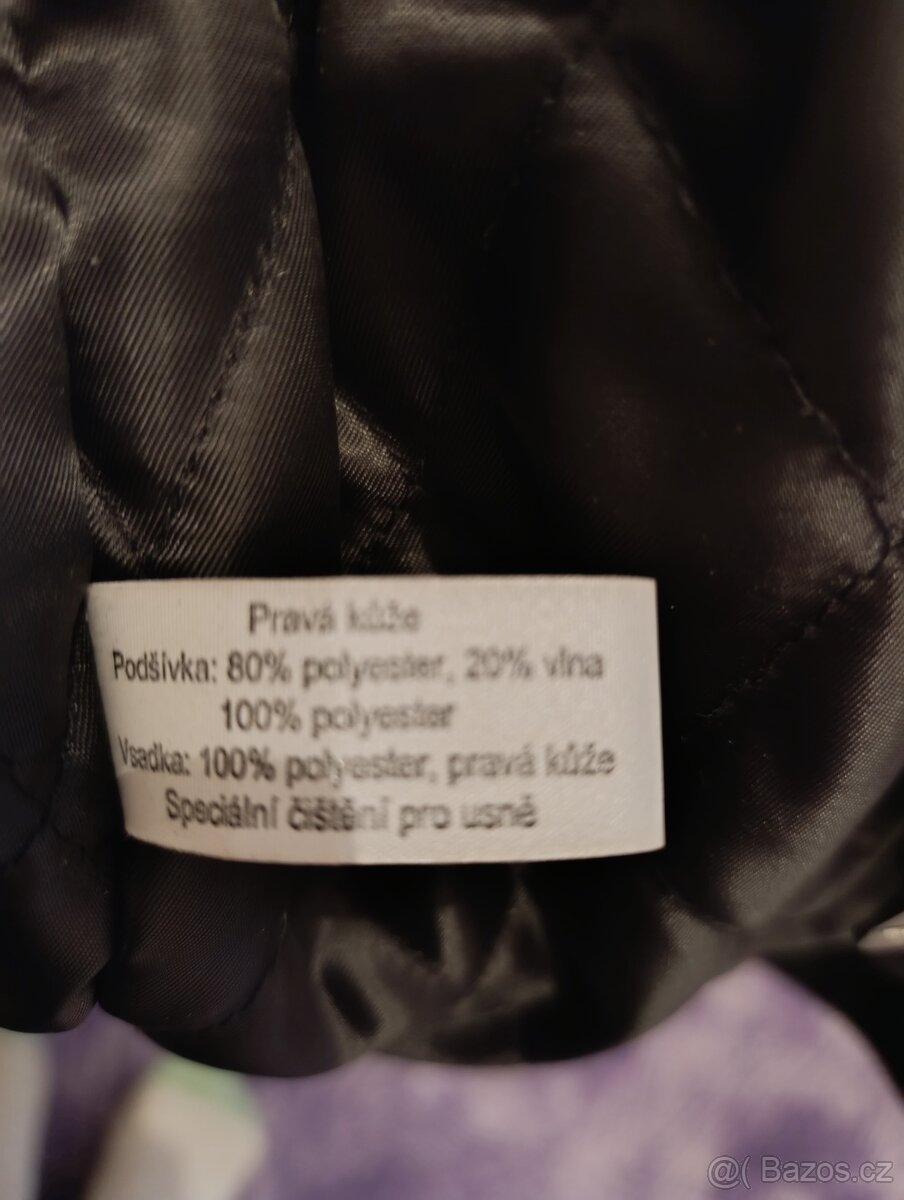 Pravá kůže
Podšívka: 80% polyester, 20% vlna
100% polyester
Vsadka: 100% polyester, pravá kůže
Speciální čištění pro usně
@( Bazos.cz